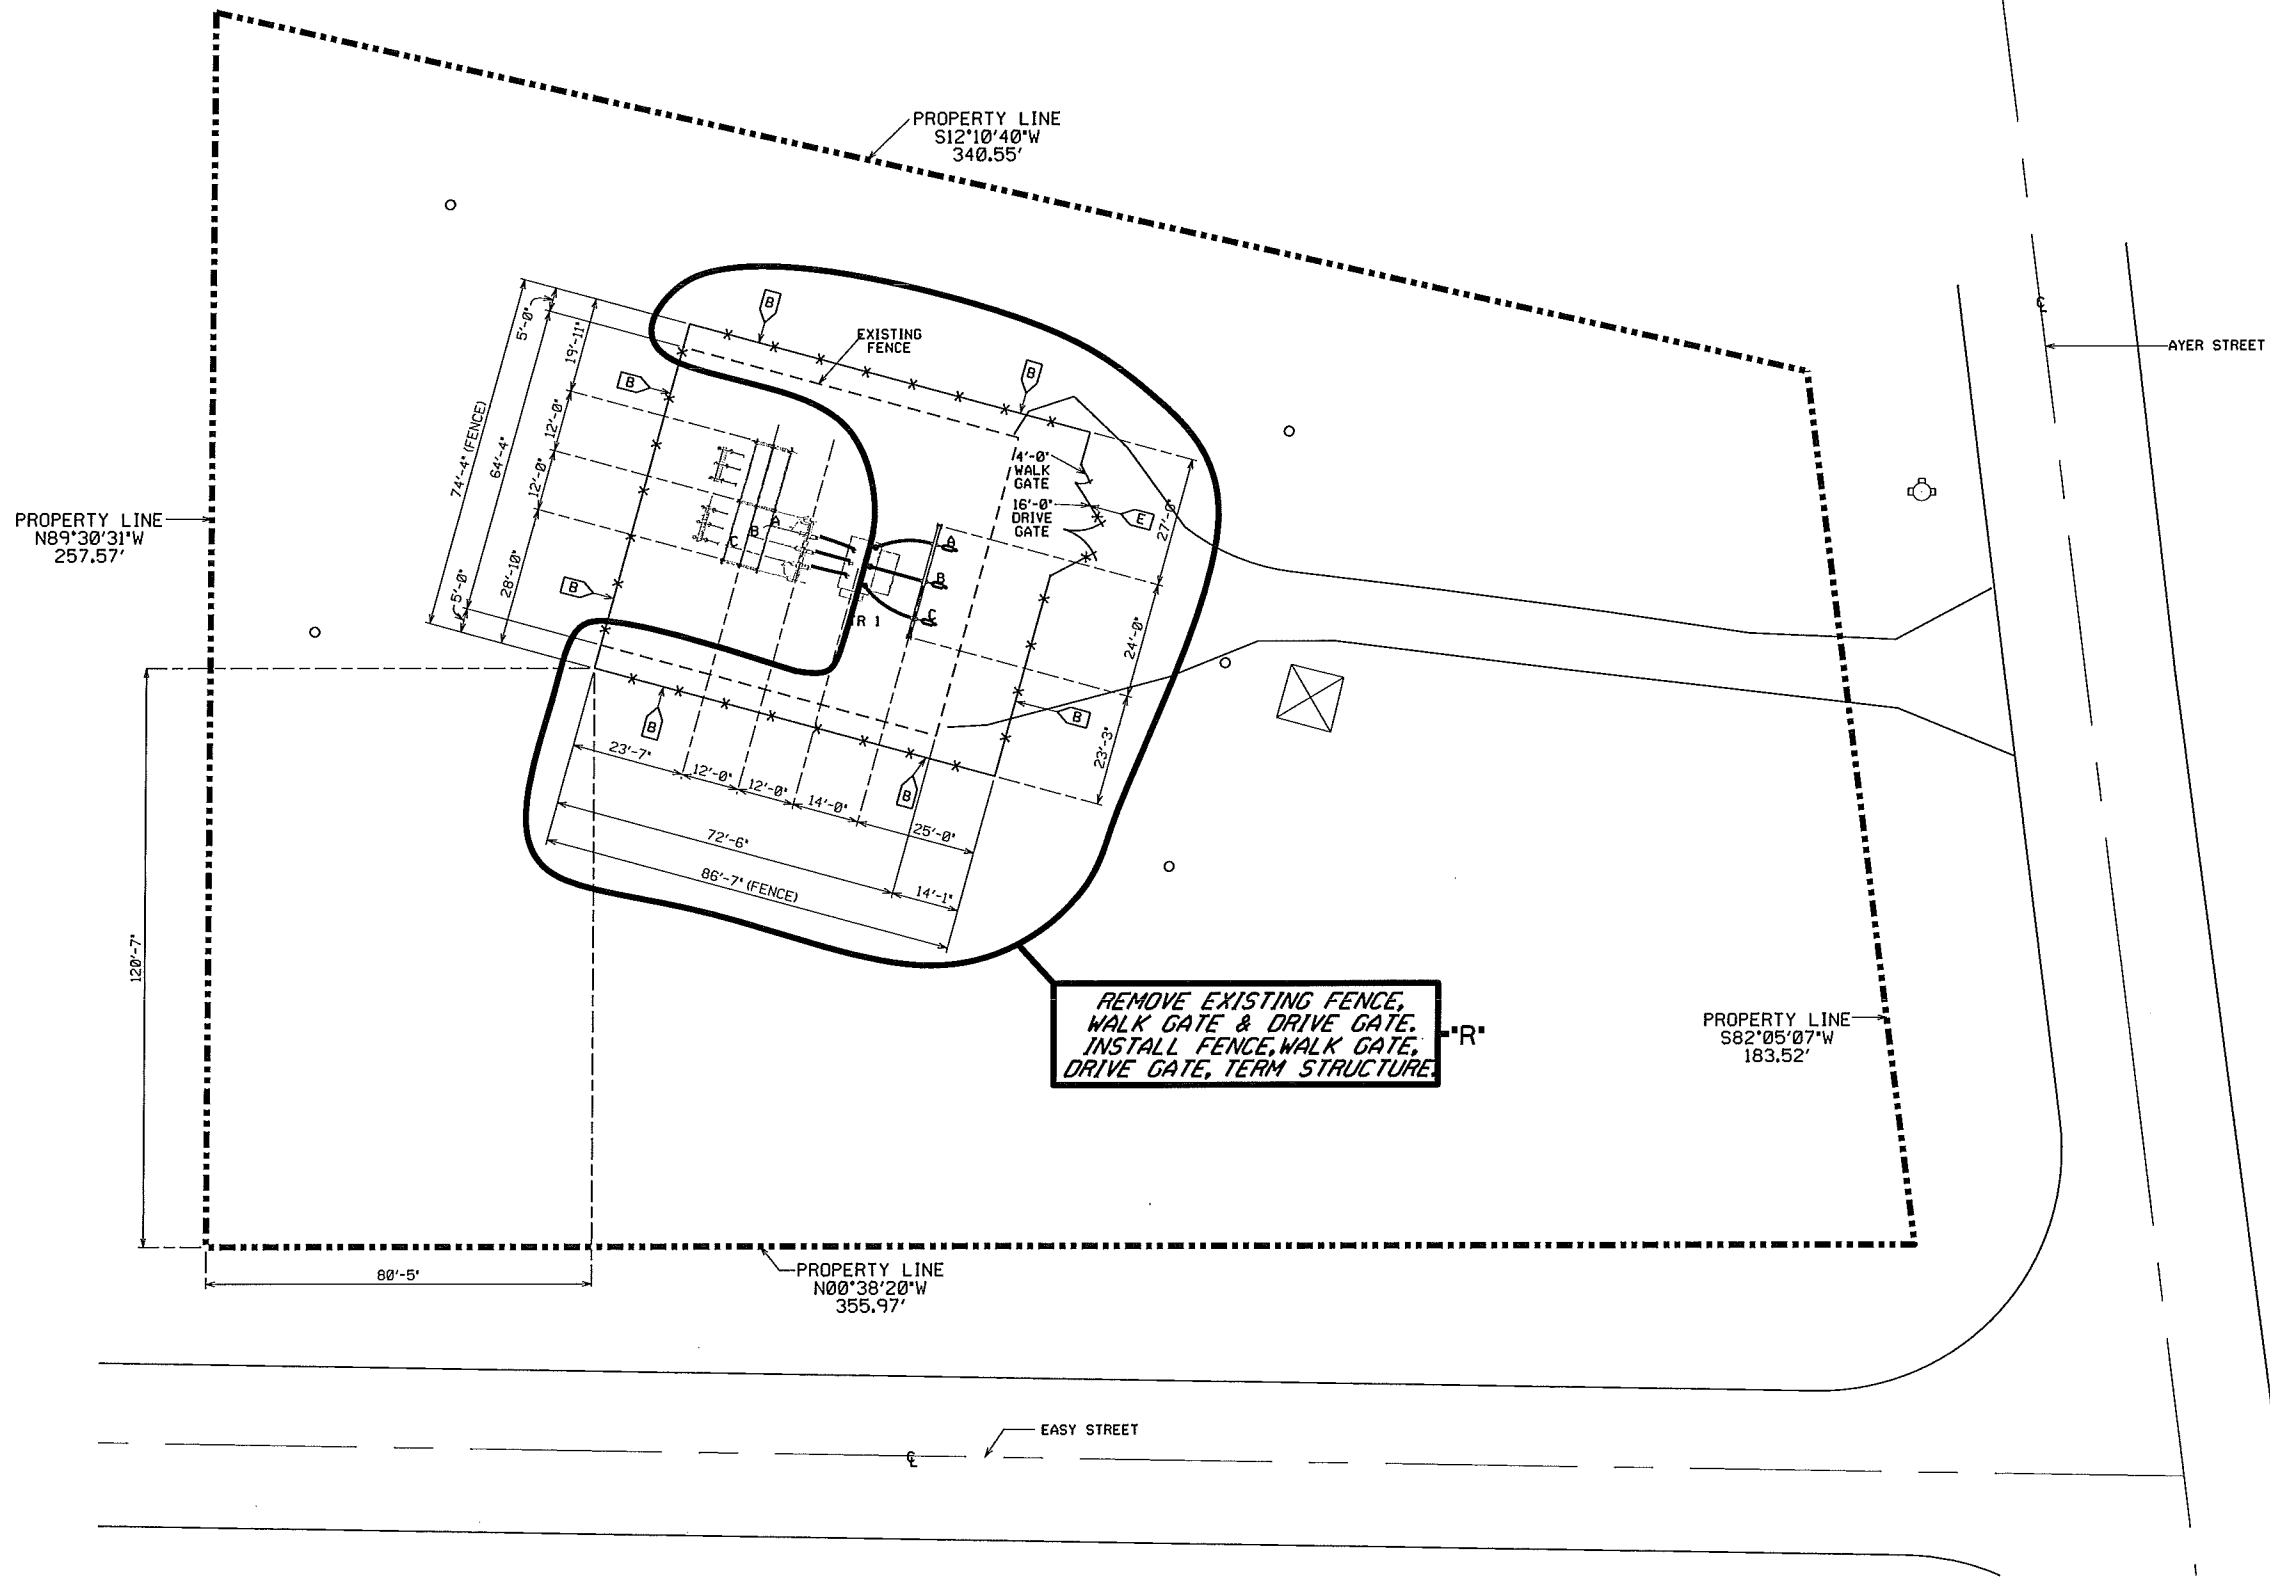 PROPERTY LINE
S12°10'40"W
340.55'
AYER STREET
EXISTING
FENCE
B
B
B
B
B
B
B
E
4'-0"
WALK
GATE
16'-0"
DRIVE
GATE
5'-0"
19'-11"
12'-0"
12'-0"
28'-10"
74'-4" (FENCE)
64'-4"
5'-0"
27'-0"
24'-0"
23'-3"
A
B
C
A
B
C
TR 1
PROPERTY LINE
N89°30'31"W
257.57'
23'-7"
12'-0"
12'-0"
14'-0"
25'-0"
72'-6"
86'-7" (FENCE)
14'-1"
120'-7"
80'-5"
REMOVE EXISTING FENCE,
WALK GATE & DRIVE GATE.
INSTALL FENCE, WALK GATE,
DRIVE GATE, TERM STRUCTURE.
"R"
PROPERTY LINE
S82°05'07"W
183.52'
PROPERTY LINE
N00°38'20"W
355.97'
EASY STREET